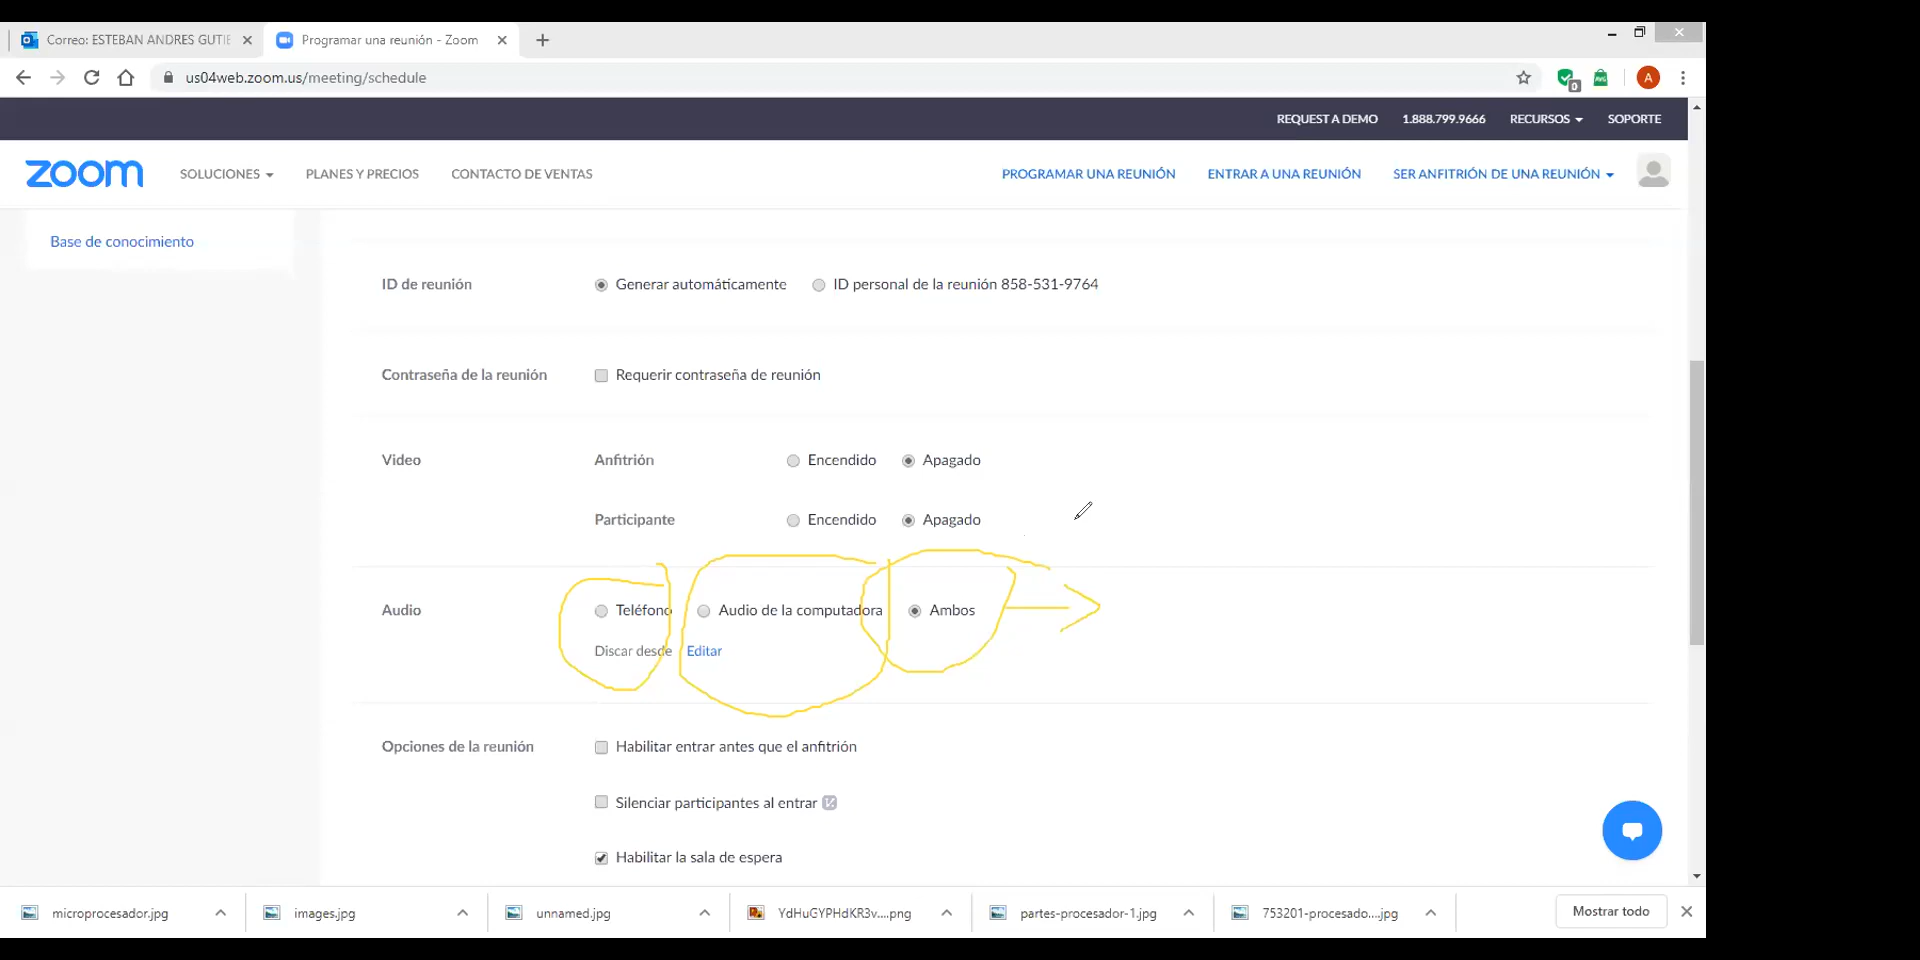 Correo: ESTEBAN ANDRES GUTIE
Programar una reunión - Zoom
us04web.zoom.us/meeting/schedule
0
A
REQUEST A DEMO 1.888.799.9666 RECURSOS SOPORTE
zoom SOLUCIONES PLANES Y PRECIOS CONTACTO DE VENTAS PROGRAMAR UNA REUNIÓN ENTRAR A UNA REUNIÓN SER ANFITRIÓN DE UNA REUNIÓN
Base de conocimiento
ID de reunión Generar automáticamente ID personal de la reunión 858-531-9764
Contraseña de la reunión Requerir contraseña de reunión
Video Anfitrión Encendido Apagado
Participante Encendido Apagado
Audio Teléfono Audio de la computadora Ambos
Discar desde Editar
Opciones de la reunión Habilitar entrar antes que el anfitrión
Silenciar participantes al entrar
Habilitar la sala de espera
microprocesador.jpg images.jpg unnamed.jpg YdHuGYPHdKR3v....png partes-procesador-1.jpg 753201-procesado....jpg Mostrar todo